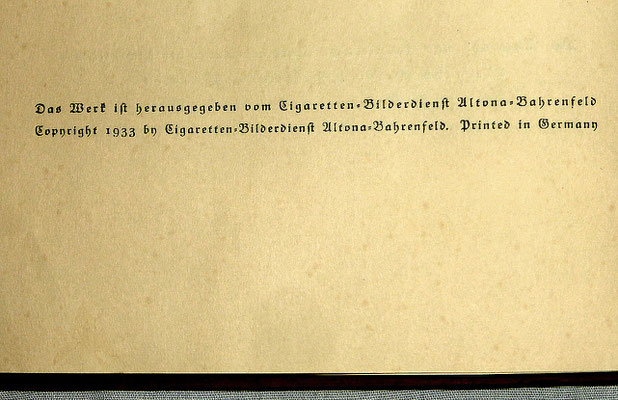 Das Werk ist herausgegeben vom Cigaretten-Bilderdienst Altona-Bahrenfeld
Copyright 1933 by Cigaretten-Bilderdienst Altona-Bahrenfeld. Printed in Germany